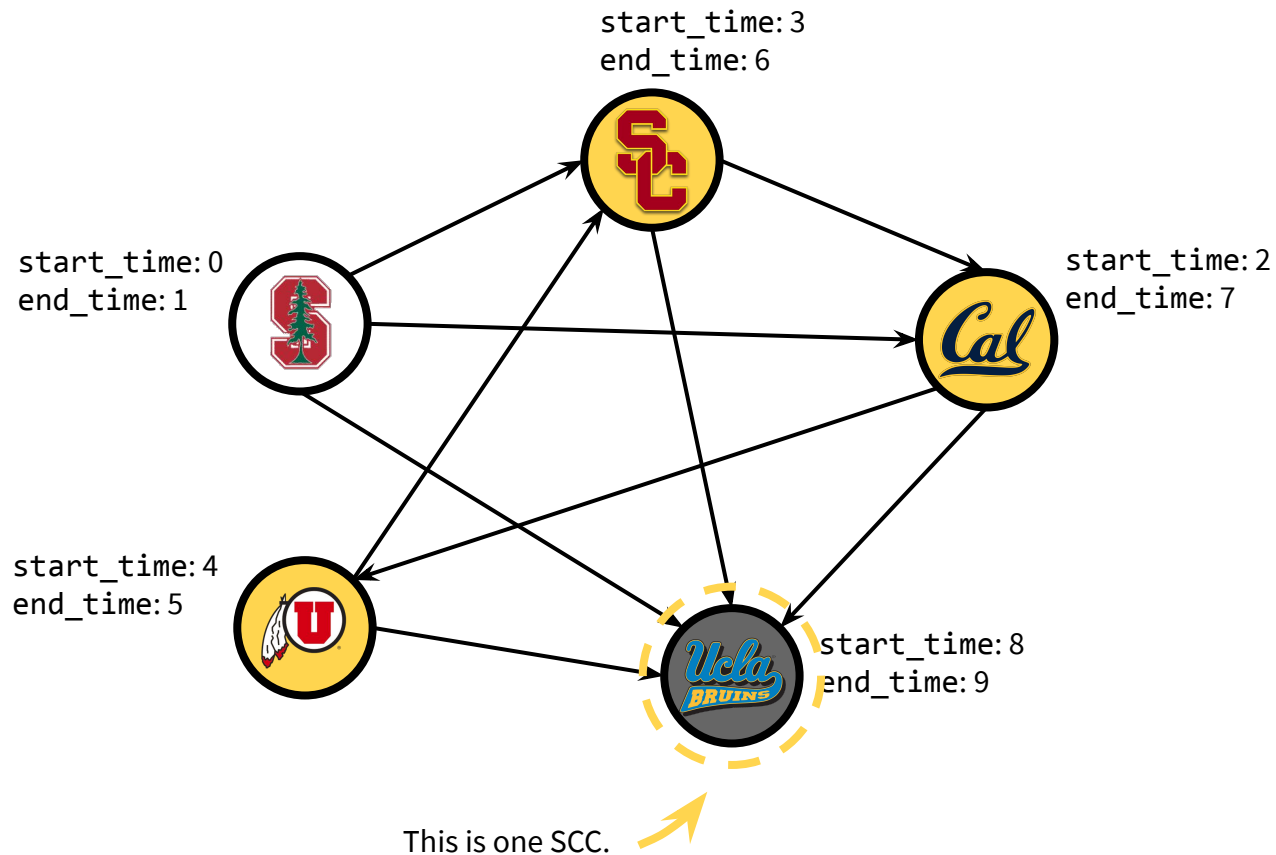 start_time: 3
end_time: 6
SC
start_time: 0
end_time: 1
S
start_time: 2
end_time: 7
Cal
start_time: 4
end_time: 5
U
start_time: 8
end_time: 9
Ucla
BRUINS
This is one SCC.